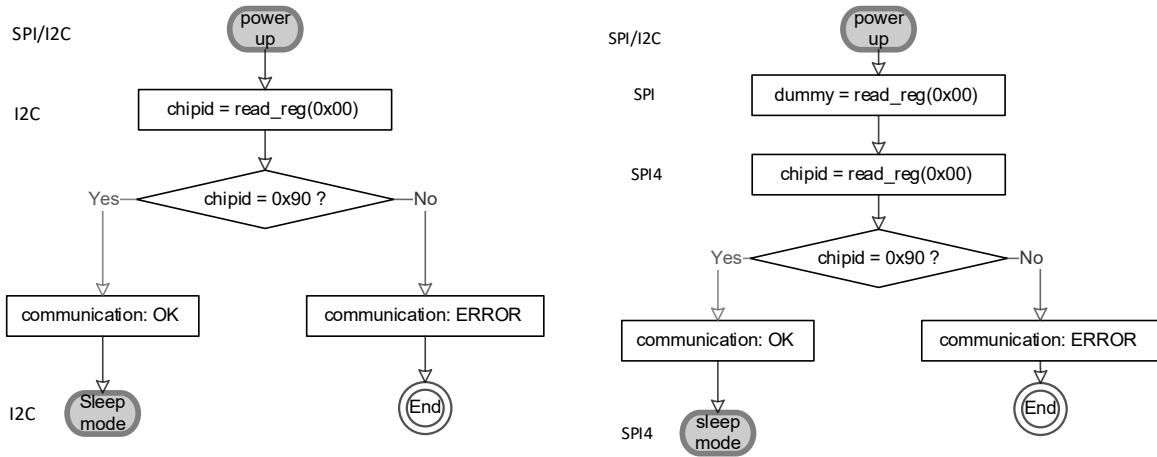 SPI/I2C
power
up
I2C
chipid = read_reg(0x00)
chipid = 0x90 ?
Yes
No
communication: OK
communication: ERROR
I2C
Sleep
mode
End
SPI/I2C
power
up
SPI
dummy = read_reg(0x00)
SPI4
chipid = read_reg(0x00)
chipid = 0x90 ?
Yes
No
communication: OK
communication: ERROR
SPI4
sleep
mode
End